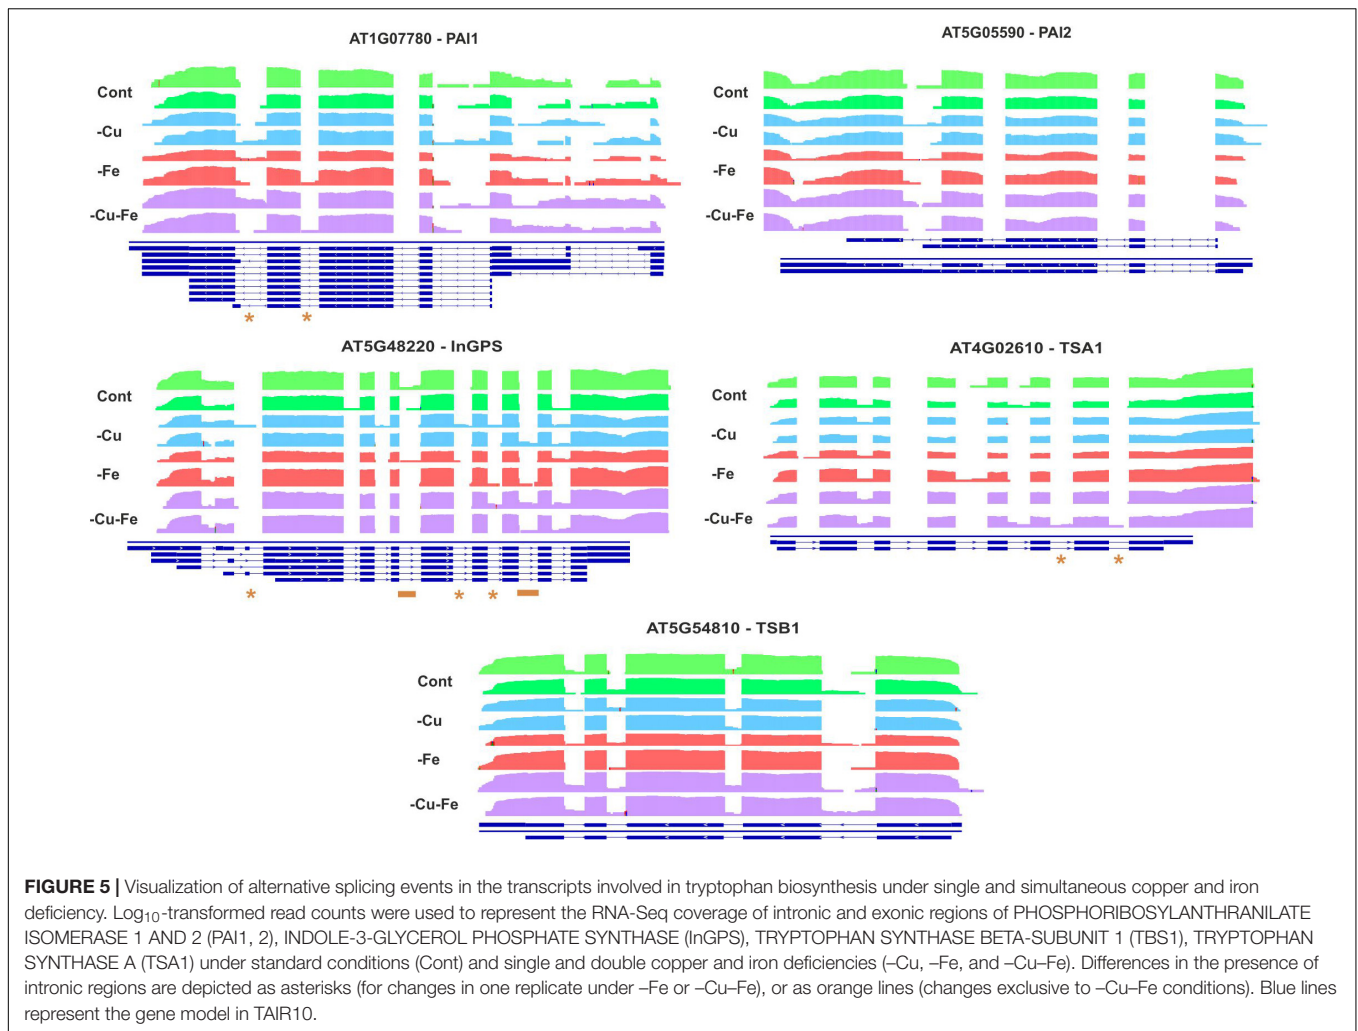 AT1G07780 - PAI1
Cont
-Cu
-Fe
-Cu-Fe
AT5G05590 - PAI2
Cont
-Cu
-Fe
-Cu-Fe
AT5G48220 - InGPS
Cont
-Cu
-Fe
-Cu-Fe
AT4G02610 - TSA1
Cont
-Cu
-Fe
-Cu-Fe
AT5G54810 - TSB1
Cont
-Cu
-Fe
-Cu-Fe
FIGURE 5 | Visualization of alternative splicing events in the transcripts involved in tryptophan biosynthesis under single and simultaneous copper and iron
deficiency. Log10-transformed read counts were used to represent the RNA-Seq coverage of intronic and exonic regions of PHOSPHORIBOSYLANTHRANILATE
ISOMERASE 1 AND 2 (PAI1, 2), INDOLE-3-GLYCEROL PHOSPHATE SYNTHASE (InGPS), TRYPTOPHAN SYNTHASE BETA-SUBUNIT 1 (TBS1), TRYPTOPHAN
SYNTHASE A (TSA1) under standard conditions (Cont) and single and double copper and iron deficiencies (–Cu, –Fe, and –Cu–Fe). Differences in the presence of
intronic regions are depicted as asterisks (for changes in one replicate under –Fe or –Cu–Fe), or as orange lines (changes exclusive to –Cu–Fe conditions). Blue lines
represent the gene model in TAIR10.